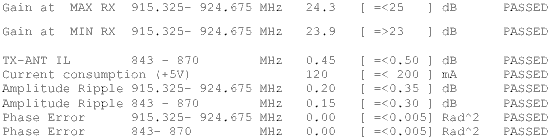 Gain at  MAX RX  915.325- 924.675 MHz   24.3   [ =<25   ] dB      PASSED
Gain at  MIN RX  915.325- 924.675 MHz   23.9   [ =>23   ] dB      PASSED
TX-ANT IL        843 - 870        MHz   0.45   [ =<0.50 ] dB      PASSED
Current consumption (+5V)               120    [ =< 200 ] mA      PASSED
Amplitude Ripple 915.325- 924.675 MHz   0.20   [ =<0.35 ] dB      PASSED
Amplitude Ripple 843 - 870        MHz   0.15   [ =<0.30 ] dB      PASSED
Phase Error      915.325- 924.675 MHz   0.00   [ =<0.005] Rad^2   PASSED
Phase Error      843- 870         MHz   0.00   [ =<0.005] Rad^2   PASSED